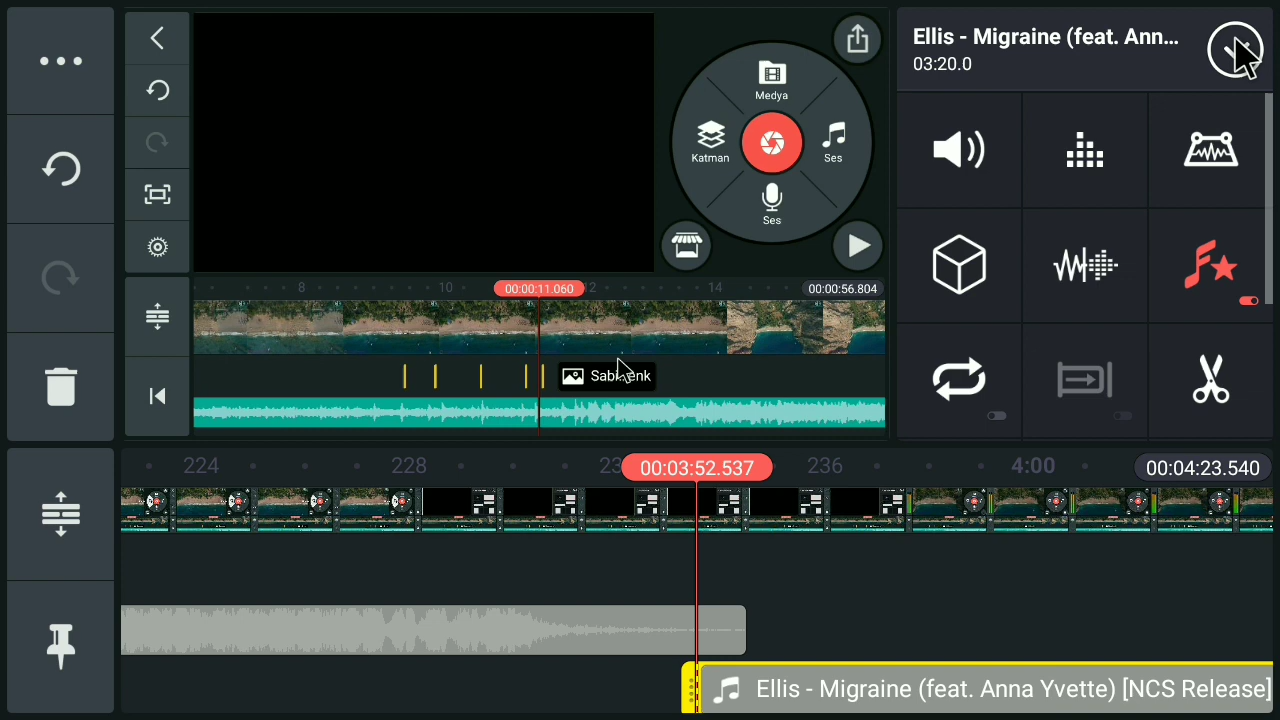 Ellis - Migraine (feat. Ann...
03:20.0
Medya
Katman
Ses
Ses
8
10
00:00:11.060
14
00:00:56.804
224
228
00:03:52.537
236
4:00
00:04:23.540
Ellis - Migraine (feat. Anna Yvette) [NCS Release]